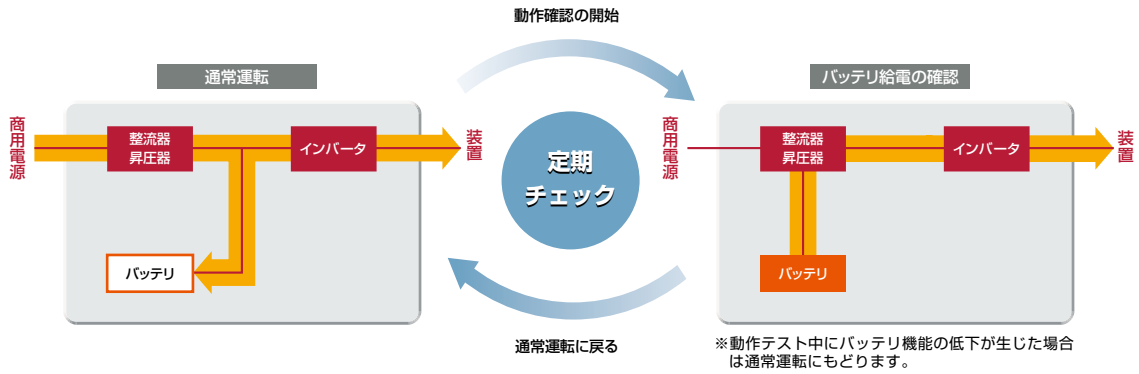 動作確認の開始
通常運転
商用電源
整流器
昇圧器
インバータ
装置
バッテリ
定期
チェック
バッテリ給電の確認
商用電源
整流器
昇圧器
インバータ
装置
バッテリ
通常運転に戻る
※動作テスト中にバッテリ機能の低下が生じた場合
は通常運転にもどります。